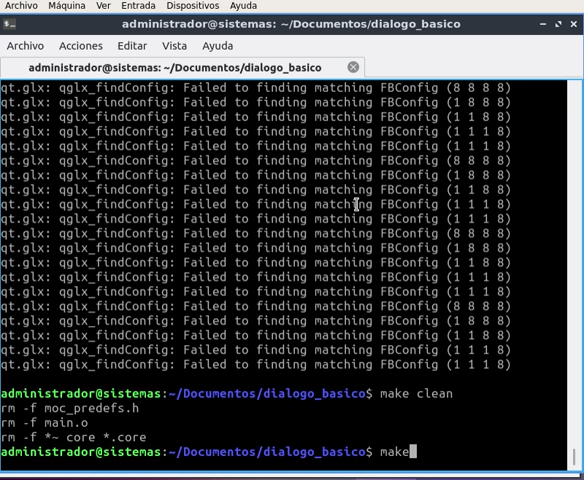 Archivo Máquina Ver Entrada Dispositivos Ayuda
administrador@sistemas: ~/Documentos/dialogo_basico
Archivo Acciones Editar Vista Ayuda
administrador@sistemas: ~/Documentos/dialogo_basico
qt.glx: qglx_findConfig: Failed to finding matching FBConfig (8 8 8 8)
qt.glx: qglx_findConfig: Failed to finding matching FBConfig (1 8 8 8)
qt.glx: qglx_findConfig: Failed to finding matching FBConfig (1 1 8 8)
qt.glx: qglx_findConfig: Failed to finding matching FBConfig (1 1 1 8)
qt.glx: qglx_findConfig: Failed to finding matching FBConfig (1 1 1 8)
qt.glx: qglx_findConfig: Failed to finding matching FBConfig (8 8 8 8)
qt.glx: qglx_findConfig: Failed to finding matching FBConfig (1 8 8 8)
qt.glx: qglx_findConfig: Failed to finding matching FBConfig (1 1 8 8)
qt.glx: qglx_findConfig: Failed to finding matching FBConfig (1 1 1 8)
qt.glx: qglx_findConfig: Failed to finding matching FBConfig (1 1 1 8)
qt.glx: qglx_findConfig: Failed to finding matching FBConfig (8 8 8 8)
qt.glx: qglx_findConfig: Failed to finding matching FBConfig (1 8 8 8)
qt.glx: qglx_findConfig: Failed to finding matching FBConfig (1 1 8 8)
qt.glx: qglx_findConfig: Failed to finding matching FBConfig (1 1 1 8)
qt.glx: qglx_findConfig: Failed to finding matching FBConfig (1 1 1 8)
qt.glx: qglx_findConfig: Failed to finding matching FBConfig (8 8 8 8)
qt.glx: qglx_findConfig: Failed to finding matching FBConfig (1 8 8 8)
qt.glx: qglx_findConfig: Failed to finding matching FBConfig (1 1 8 8)
qt.glx: qglx_findConfig: Failed to finding matching FBConfig (1 1 1 8)
qt.glx: qglx_findConfig: Failed to finding matching FBConfig (1 1 1 8)
administrador@sistemas:~/Documentos/dialogo_basico$ make clean
rm -f moc_predefs.h
rm -f main.o
rm -f *~ core *.core
administrador@sistemas:~/Documentos/dialogo_basico$ make